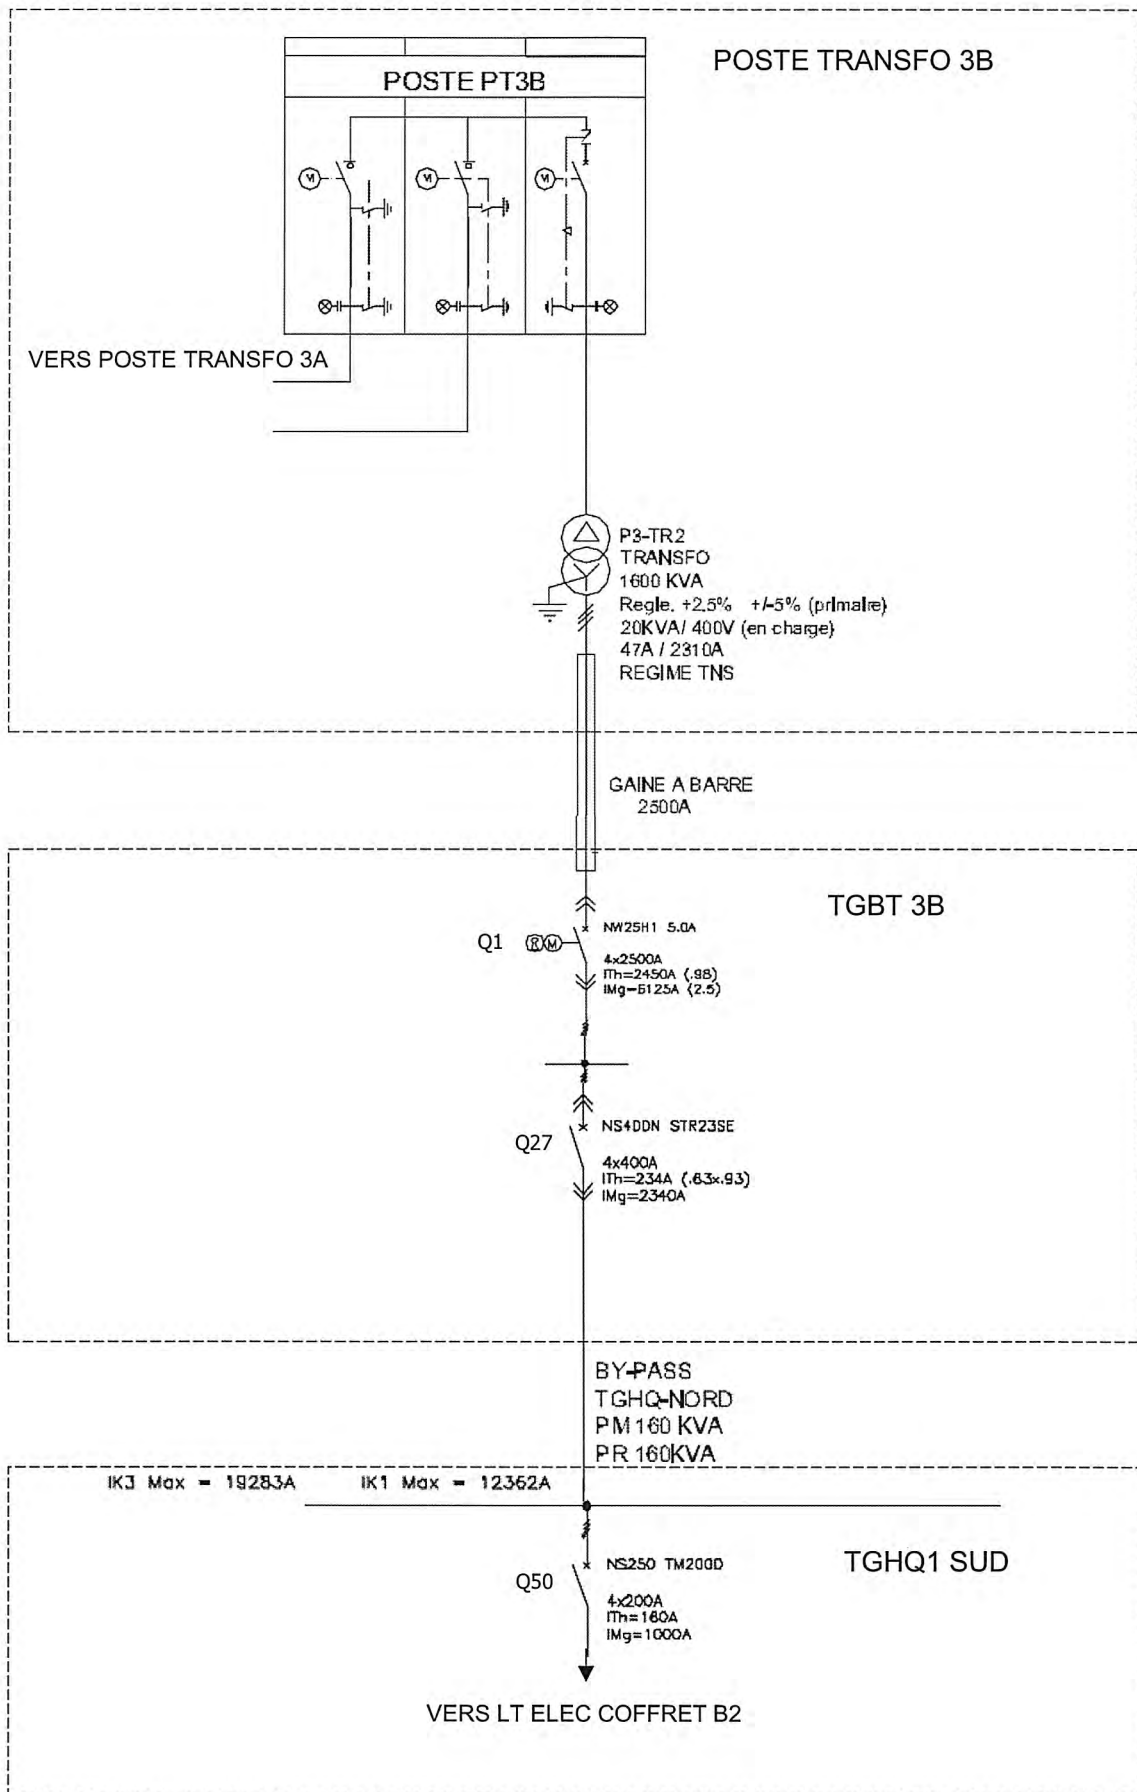 POSTE TRANSFO 3B
POSTE PT3B
M
M
M
VERS POSTE TRANSFO 3A
P3-TR2
TRANSFO
1600 KVA
Regle. +2.5% +/-5% (primaire)
20KVA/ 400V (en charge)
47A / 2310A
REGIME TNS
GAINE A BARRE
2500A
TGBT 3B
Q1
R M
NW25H1 5.0A
4x2500A
ITh=2450A (.98)
IMg=6125A (2.5)
Q27
NS400N STR23SE
4x400A
ITh=234A (.63x.93)
IMg=2340A
BY-PASS
TGHQ-NORD
PM 160 KVA
PR 160KVA
IK3 Max = 19283A IK1 Max = 12362A
TGHQ1 SUD
Q50
NS250 TM200D
4x200A
ITh=160A
IMg=1000A
VERS LT ELEC COFFRET B2